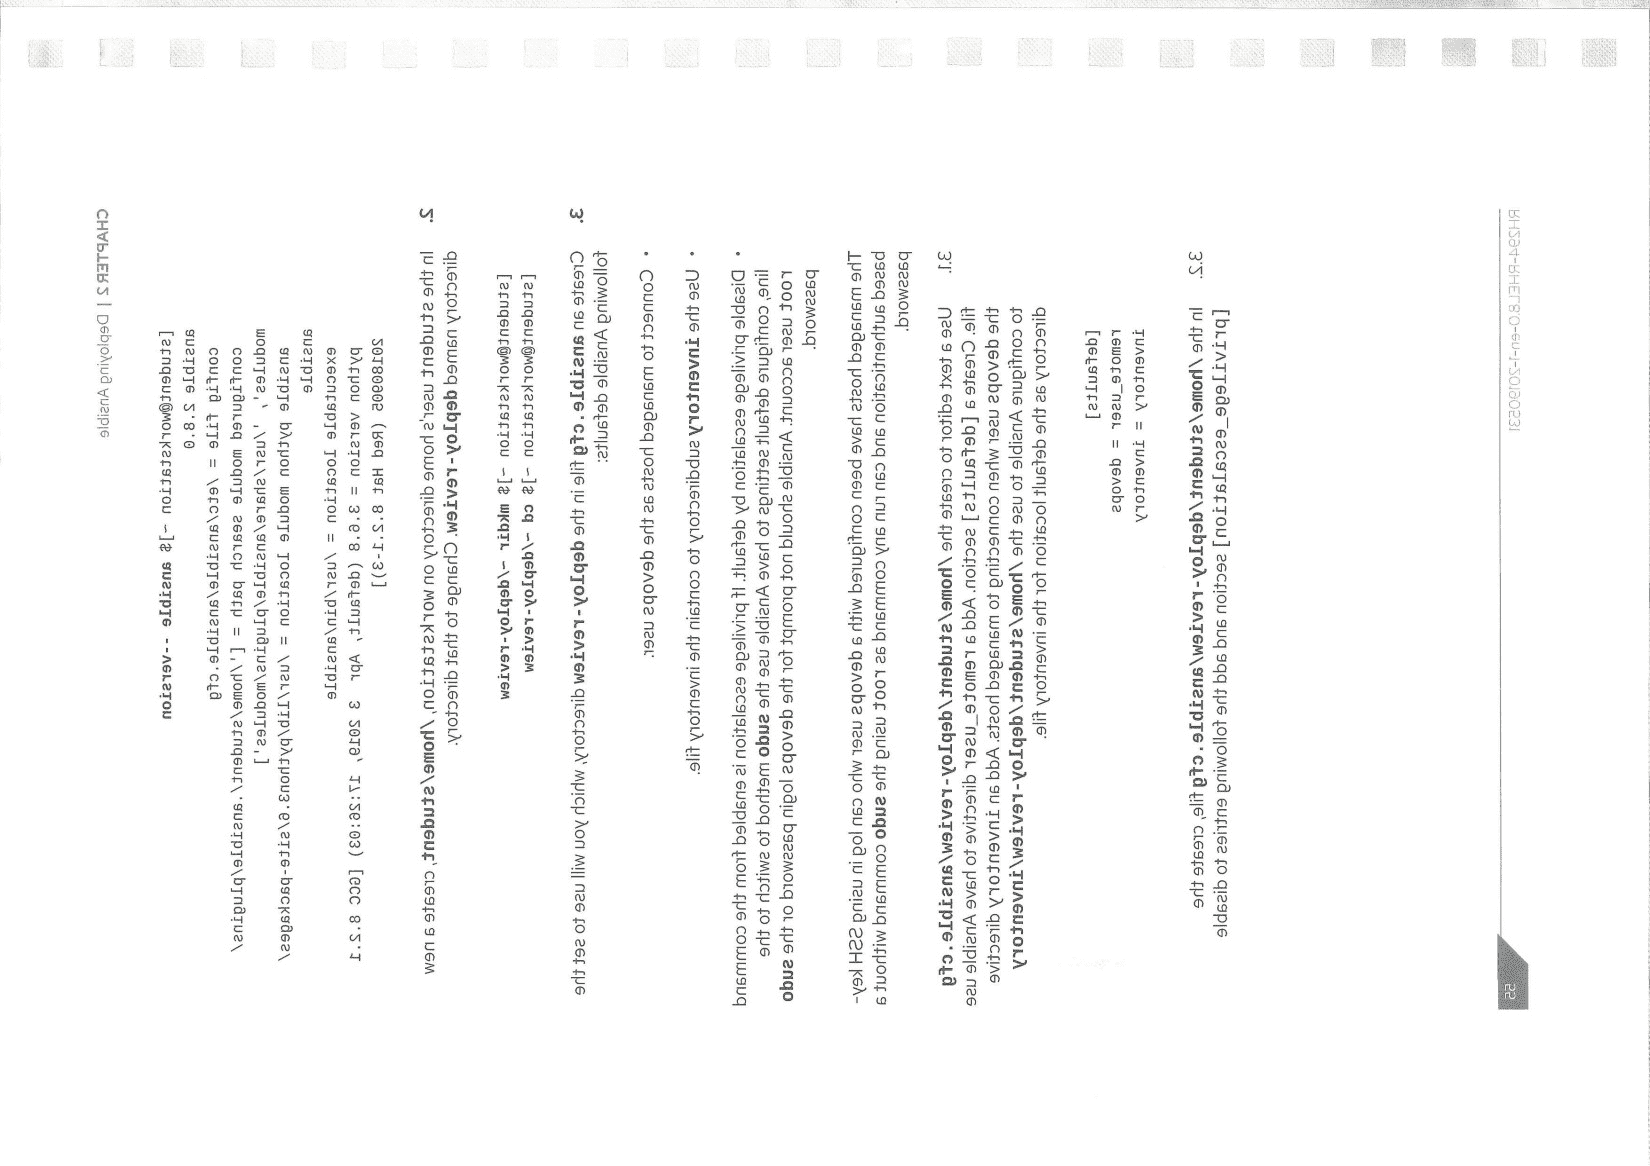 CHAPTER 2 | Deploying Ansible
[student@workstation ~]$ ansible --version
ansible 2.8.0
config file = /etc/ansible/ansible.cfg
configured module search path = ['/home/student/.ansible/plugins/
modules', '/usr/share/ansible/plugins/modules']
ansible python module location = /usr/lib/python3.6/site-packages/
ansible
executable location = /usr/bin/ansible
python version = 3.6.8 (default, Apr 3 2019, 17:26:03) [GCC 8.2.1
20180905 (Red Hat 8.2.1-3)]
2. In the student user's home directory on workstation, /home/student, create a new
directory named deploy-review. Change to that directory.
[student@workstation ~]$ mkdir ~/deploy-review
[student@workstation ~]$ cd ~/deploy-review
3. Create an ansible.cfg file in the deploy-review directory, which you will use to set the
following Ansible defaults:
• Connect to managed hosts as the devops user.
• Use the inventory subdirectory to contain the inventory file.
• Disable privilege escalation by default. If privilege escalation is enabled from the command
line, configure default settings to have Ansible use the sudo method to switch to the
root user account. Ansible should not prompt for the devops login password or the sudo
password.
The managed hosts have been configured with a devops user who can log in using SSH key-
based authentication and can run any command as root using the sudo command without a
password.
3.1. Use a text editor to create the /home/student/deploy-review/ansible.cfg
file. Create a [defaults] section. Add a remote_user directive to have Ansible use
the devops user when connecting to managed hosts. Add an inventory directive
to configure Ansible to use the /home/student/deploy-review/inventory
directory as the default location for the inventory file.
[defaults]
remote_user = devops
inventory = inventory
3.2. In the /home/student/deploy-review/ansible.cfg file, create the
[privilege_escalation] section and add the following entries to disable
RH294-RHEL8.0-en-1-20190531
55